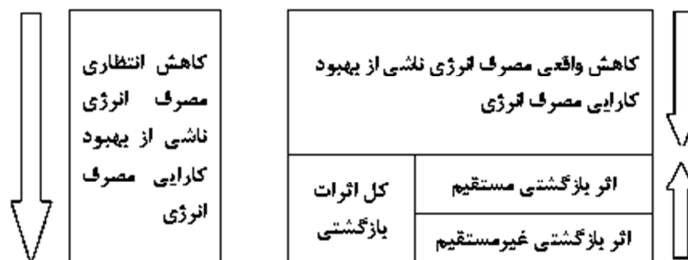 کاهش واقعی مصرف انرژی ناشی از بهبود
کارایی مصرف انرژی
اثر بازگشتی مستقیم
اثر بازگشتی غیرمستقیم
کل اثرات
بازگشتی
کاهش انتظاری
مصرف انرژی
ناشی از بهبود
کارایی مصرف
انرژی